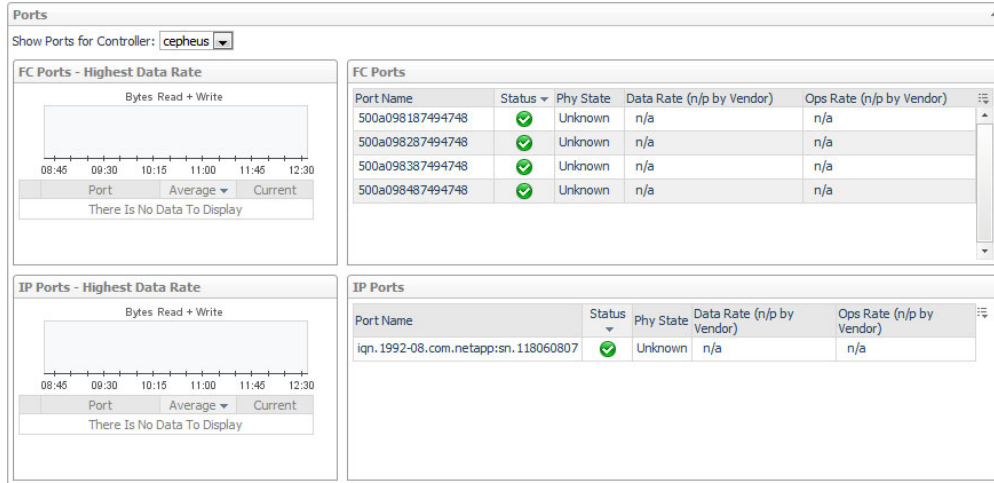 Ports
Show Ports for Controller: cepheus
FC Ports - Highest Data Rate
Bytes Read + Write
08:45 09:30 10:15 11:00 11:45 12:30
Port Average Current
There Is No Data To Display
FC Ports
Port Name Status Phy State Data Rate (n/p by Vendor) Ops Rate (n/p by Vendor)
500a098187494748 Unknown n/a n/a
500a098287494748 Unknown n/a n/a
500a098387494748 Unknown n/a n/a
500a098487494748 Unknown n/a n/a
IP Ports - Highest Data Rate
Bytes Read + Write
08:45 09:30 10:15 11:00 11:45 12:30
Port Average Current
There Is No Data To Display
IP Ports
Port Name Status Phy State Data Rate (n/p by Vendor) Ops Rate (n/p by Vendor)
iqn.1992-08.com.netapp:sn.118060807 Unknown n/a n/a